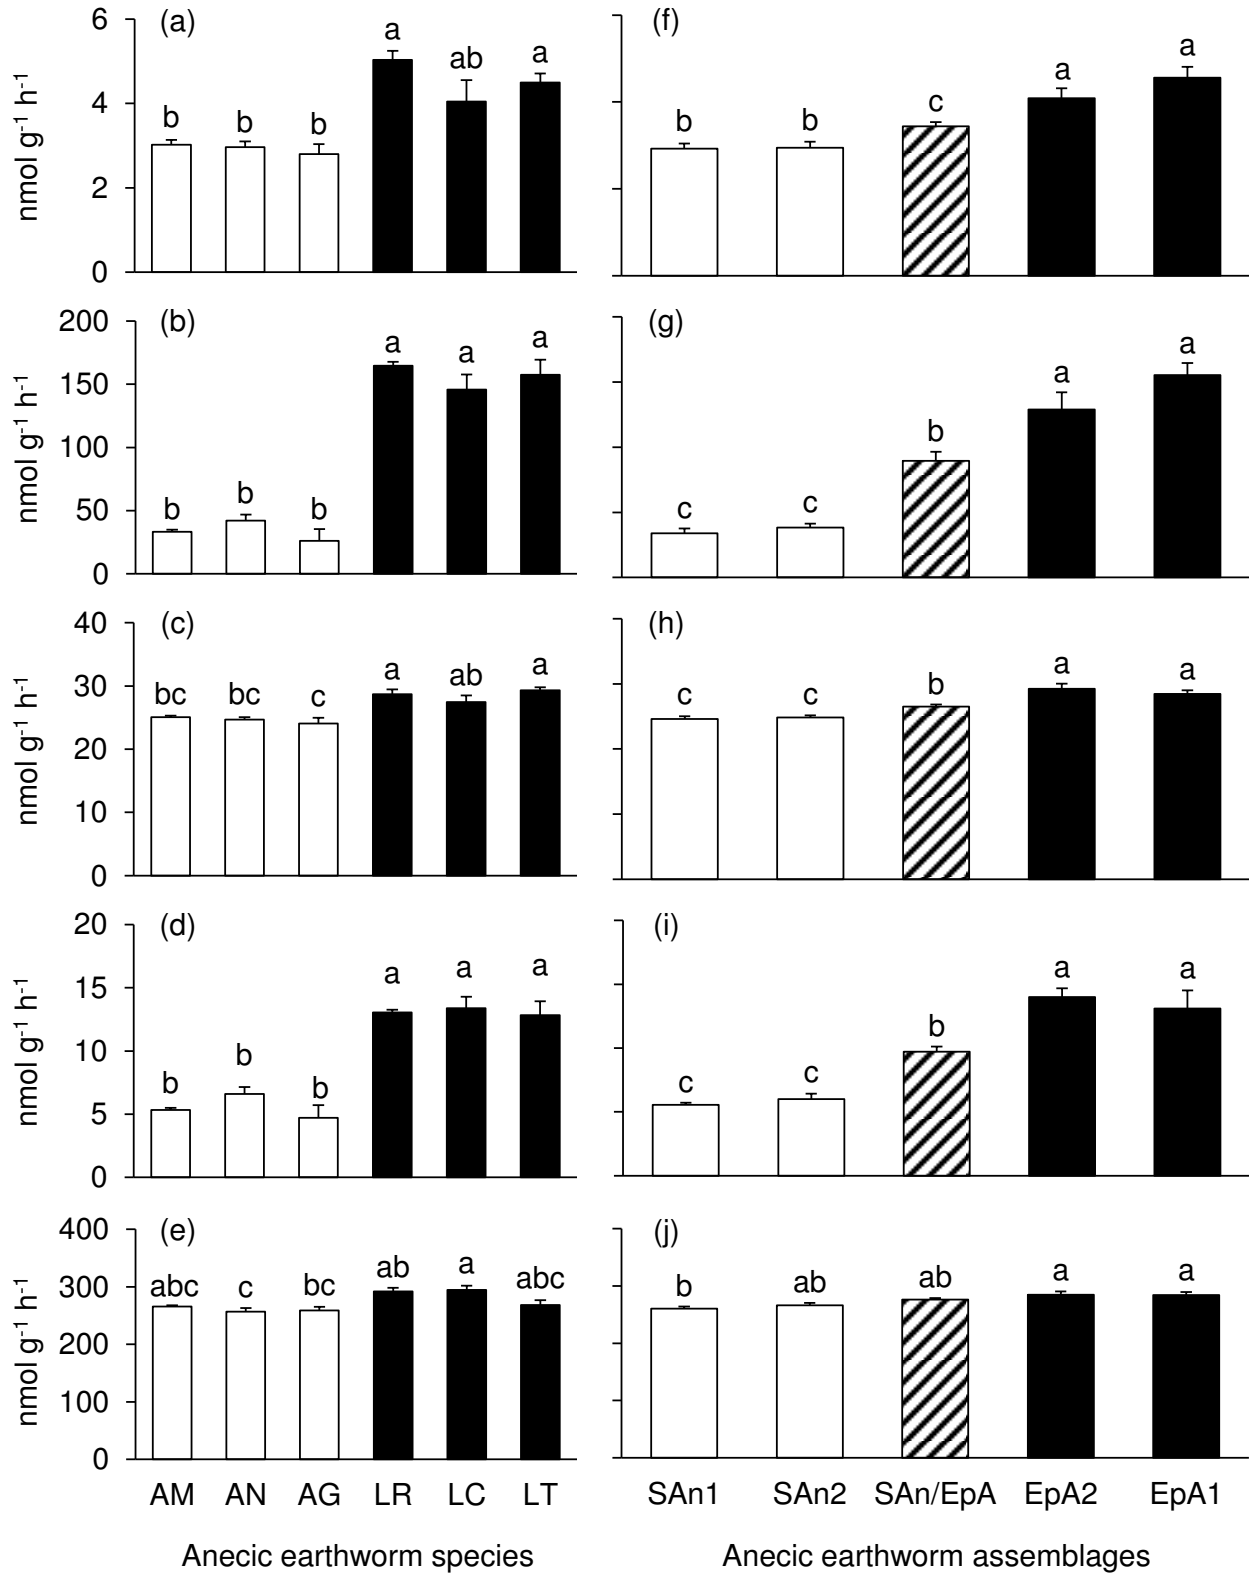 (a)
6
4
2
0
nmol g⁻¹ h⁻¹
b b b a ab a
(f)
b b c a a
(b)
200
150
100
50
0
nmol g⁻¹ h⁻¹
b b b a a a
(g)
c c b a a
(c)
40
30
20
10
0
nmol g⁻¹ h⁻¹
bc bc c a ab a
(h)
c c b a a
(d)
20
15
10
5
0
nmol g⁻¹ h⁻¹
b b b a a a
(i)
c c b a a
(e)
400
300
200
100
0
nmol g⁻¹ h⁻¹
abc c bc ab a abc
(j)
b ab ab a a
AM AN AG LR LC LT
SAn1 SAn2 SAn/EpA EpA2 EpA1
Anecic earthworm species
Anecic earthworm assemblages